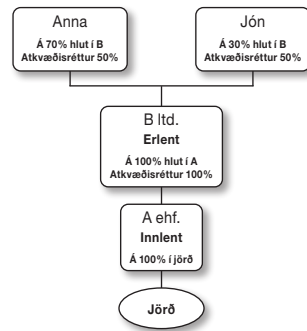 Anna
Á 70% hlut í B
Atkvæðisréttur 50%
Jón
Á 30% hlut í B
Atkvæðisréttur 50%
B ltd.
Erlent
Á 100% hlut í A
Atkvæðisréttur 100%
A ehf.
Innlent
Á 100% í jörð
Jörð